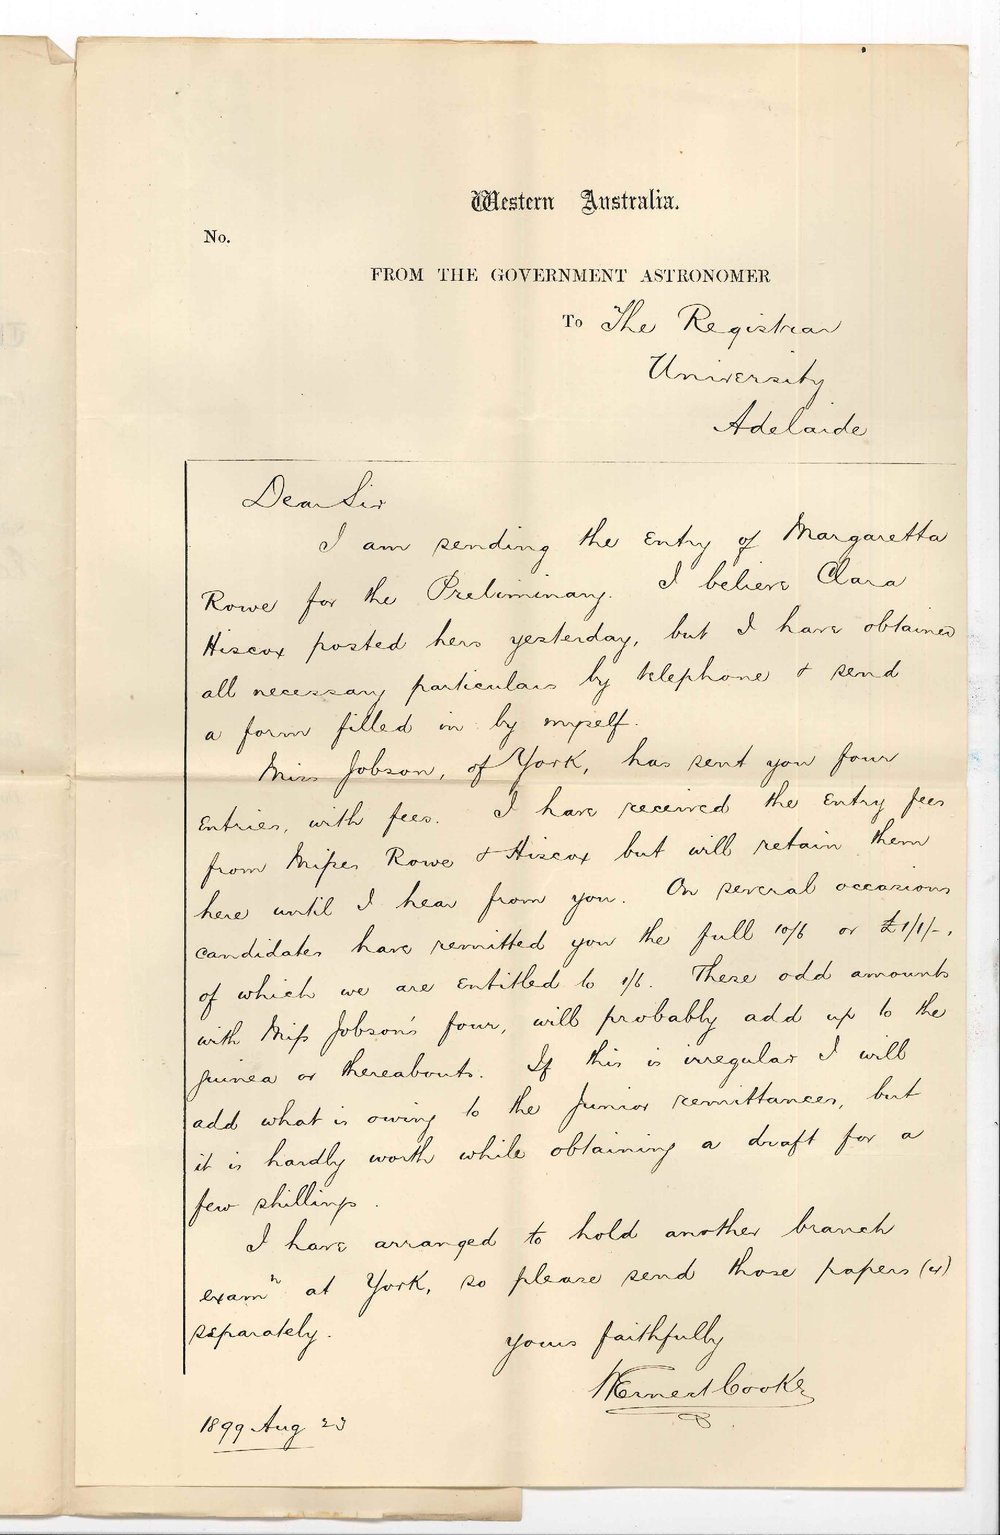 Western Australia.
No.
FROM THE GOVERNMENT ASTRONOMER
To The Registrar
University
Adelaide
Dear Sir
I am sending the entry of Margaretta
Rowe for the Preliminary. I believe Clara
Hiscox posted hers yesterday, but I have obtained
all necessary particulars by telephone & send
a form filled in by myself.
Miss Jobson, of York, has sent you four
entries, with fees. I have received the entry fees
from Misses Rowe & Hiscox but will retain them
here until I hear from you. On several occasions
candidates have remitted you the full 10/6 or £1/1/-,
of which we are entitled to 1/6. These odd amounts
with Miss Jobson's four, will probably add up to the
guinea or thereabouts. If this is irregular I will
add what is owing to the Junior remittances, but
it is hardly worth while obtaining a draft for a
few shillings.
I have arranged to hold another branch
examn at York, so please send those papers (4)
separately.
Yours faithfully
W Ernest Cooke
1899 Aug 23